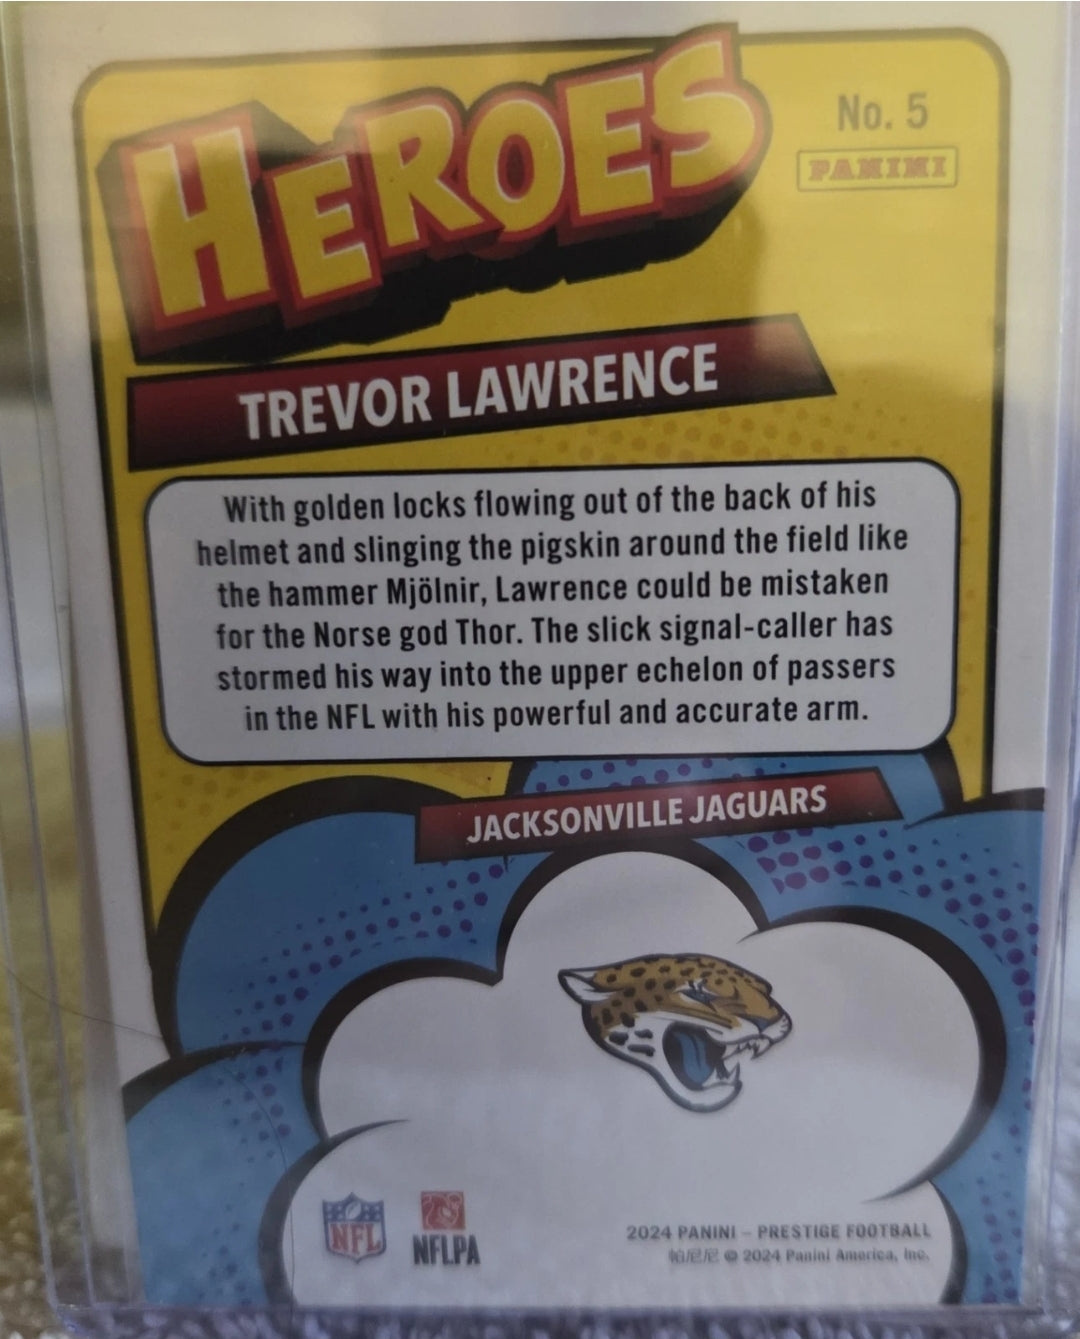 HEROES
No. 5
PANINI
TREVOR LAWRENCE
With golden locks flowing out of the back of his
helmet and slinging the pigskin around the field like
the hammer Mjölnir, Lawrence could be mistaken
for the Norse god Thor. The slick signal-caller has
stormed his way into the upper echelon of passers
in the NFL with his powerful and accurate arm.
JACKSONVILLE JAGUARS
NFL
NFLPA
2024 PANINI – PRESTIGE FOOTBALL
帕尼尼 © 2024 Panini America, Inc.